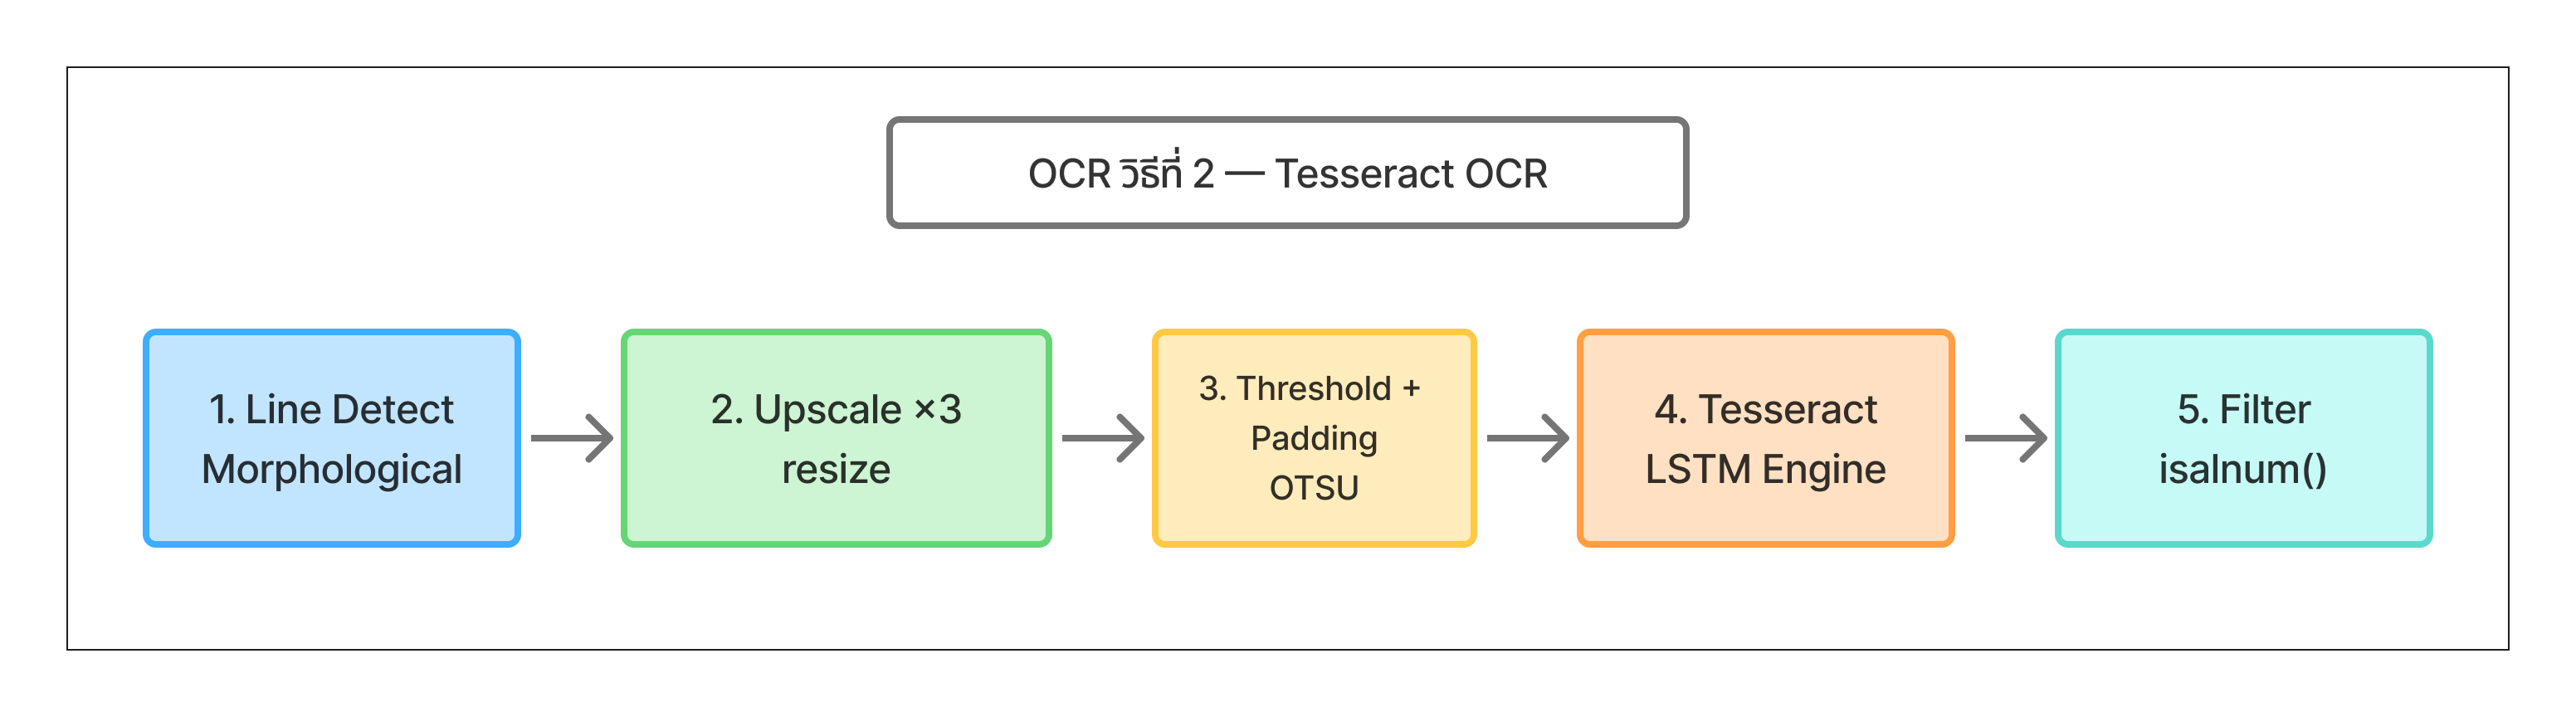 OCR วิธีที่ 2 — Tesseract OCR
1. Line Detect
Morphological
2. Upscale ×3
resize
3. Threshold +
Padding
OTSU
4. Tesseract
LSTM Engine
5. Filter
isalnum()